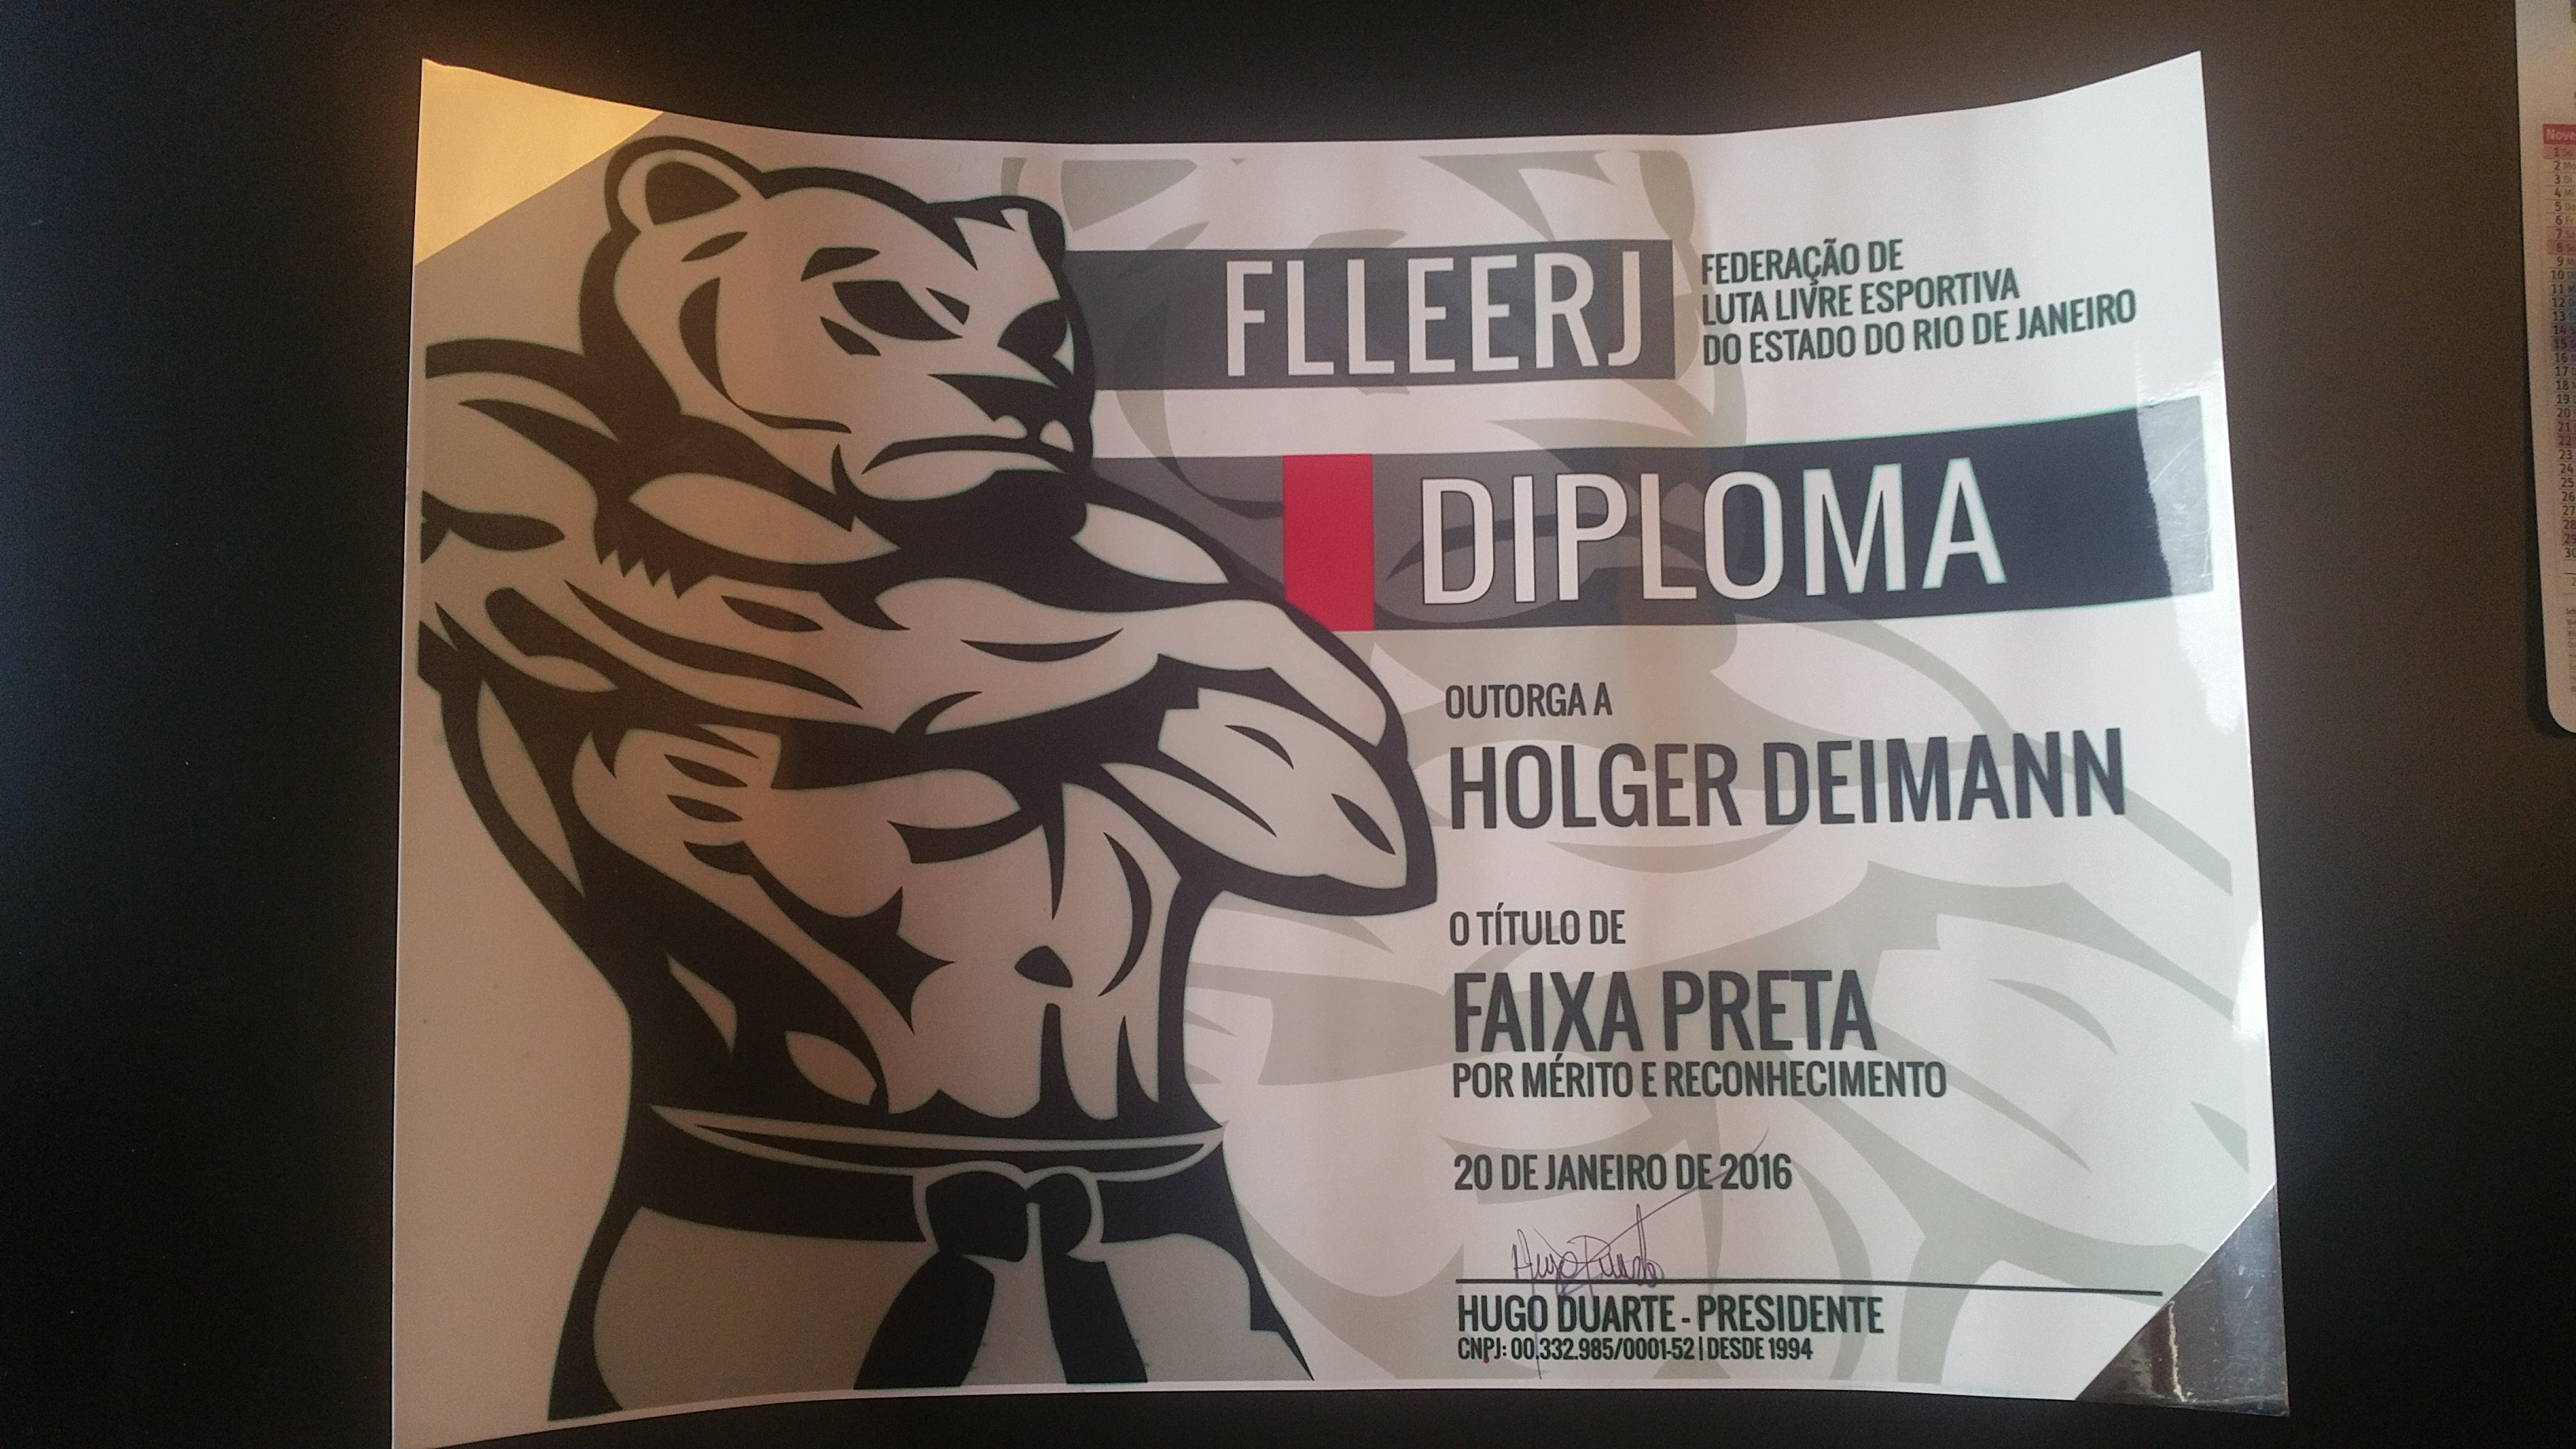 FLLEERJ
FEDERAÇÃO DE
LUTA LIVRE ESPORTIVA
DO ESTADO DO RIO DE JANEIRO
DIPLOMA
OUTORGA A
HOLGER DEIMANN
O TÍTULO DE
FAIXA PRETA
POR MÉRITO E RECONHECIMENTO
20 DE JANEIRO DE 2016
Hugo Duarte
HUGO DUARTE - PRESIDENTE
CNPJ: 00.332.985/0001-52 | DESDE 1994